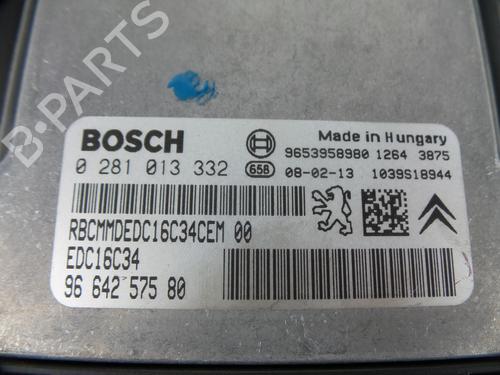 B-PARTS
BOSCH
Made in Hungary
9653958980 1264 3875
0 281 013 332 658 08-02-13 1039S18944
RBCMMDEDC16C34CEM 00
EDC16C34
96 642 575 80